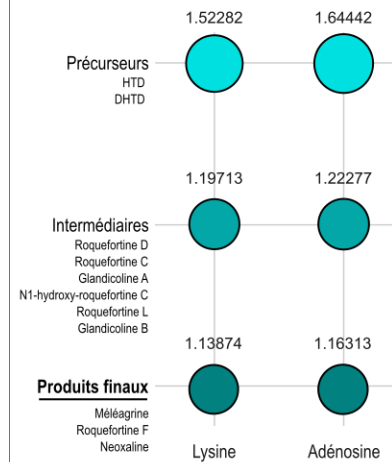 1.52282 1.64442
Précurseurs
HTD
DHTD
1.19713 1.22277
Intermédiaires
Roquefortine D
Roquefortine C
Glandicoline A
N1-hydroxy-roquefortine C
Roquefortine L
Glandicoline B
1.13874 1.16313
Produits finaux
Méléagrine
Roquefortine F
Neoxaline
Lysine Adénosine